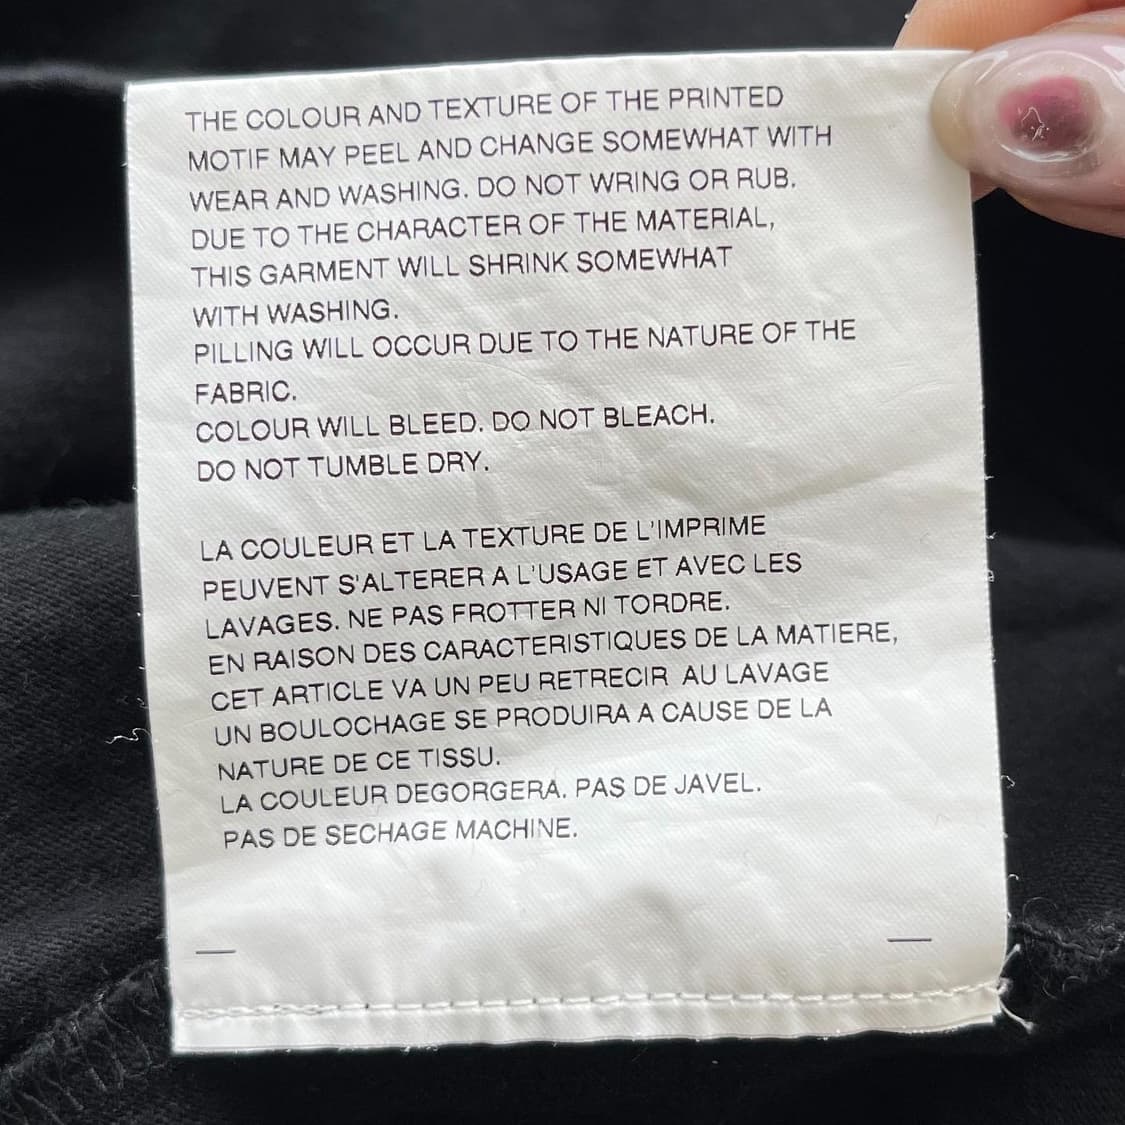 THE COLOUR AND TEXTURE OF THE PRINTED
MOTIF MAY PEEL AND CHANGE SOMEWHAT WITH
WEAR AND WASHING. DO NOT WRING OR RUB.
DUE TO THE CHARACTER OF THE MATERIAL,
THIS GARMENT WILL SHRINK SOMEWHAT
WITH WASHING.
PILLING WILL OCCUR DUE TO THE NATURE OF THE
FABRIC.
COLOUR WILL BLEED. DO NOT BLEACH.
DO NOT TUMBLE DRY.
LA COULEUR ET LA TEXTURE DE L'IMPRIME
PEUVENT S'ALTERER A L'USAGE ET AVEC LES
LAVAGES. NE PAS FROTTER NI TORDRE.
EN RAISON DES CARACTERISTIQUES DE LA MATIERE,
CET ARTICLE VA UN PEU RETRECIR AU LAVAGE
UN BOULOCHAGE SE PRODUIRA A CAUSE DE LA
NATURE DE CE TISSU.
LA COULEUR DEGORGERA. PAS DE JAVEL.
PAS DE SECHAGE MACHINE.